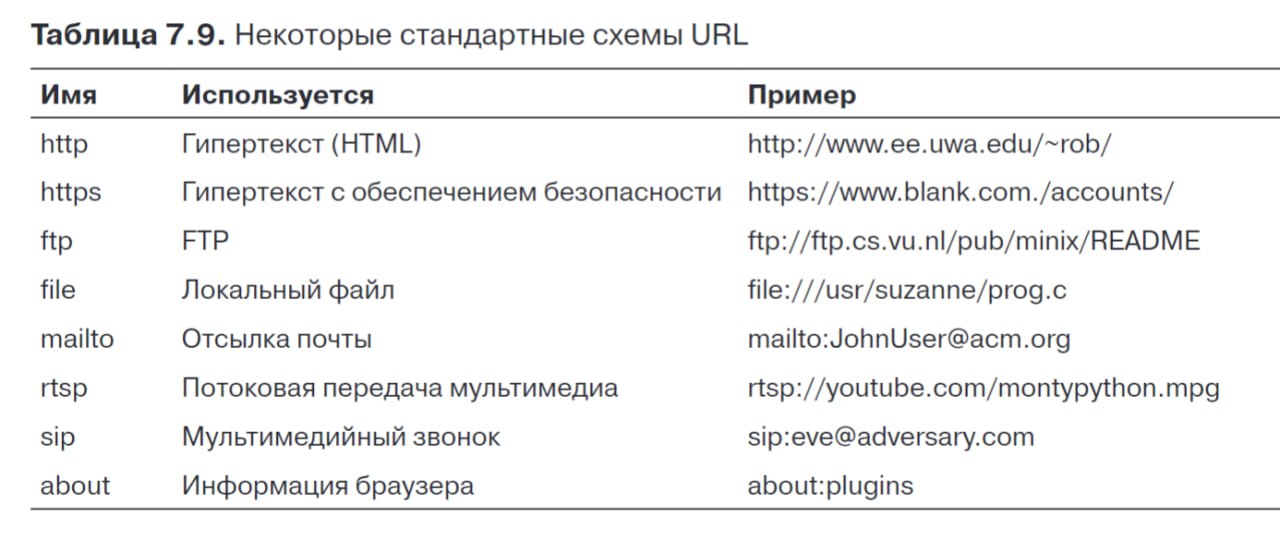 Таблица 7.9. Некоторые стандартные схемы URL
Имя Используется Пример
http Гипертекст (HTML) http://www.ee.uwa.edu/~rob/
https Гипертекст с обеспечением безопасности https://www.blank.com./accounts/
ftp FTP ftp://ftp.cs.vu.nl/pub/minix/README
file Локальный файл file:///usr/suzanne/prog.c
mailto Отсылка почты mailto:JohnUser@acm.org
rtsp Потоковая передача мультимедиа rtsp://youtube.com/montypython.mpg
sip Мультимедийный звонок sip:eve@adversary.com
about Информация браузера about:plugins